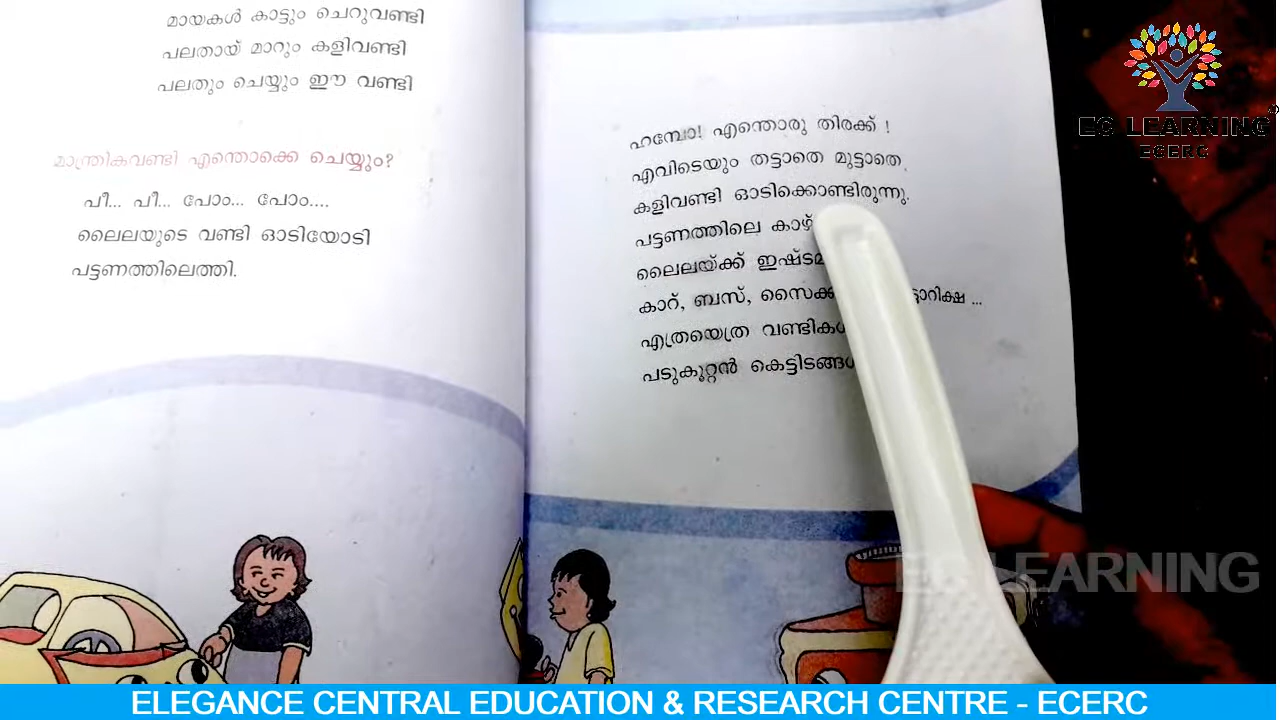 മായകൾ കാട്ടും ചെറുവണ്ടി
പലതായ് മാറും കളിവണ്ടി
പലതും ചെയ്യും ഈ വണ്ടി
മാന്ത്രികവണ്ടി എന്തൊക്കെ ചെയ്യും?
പീ... പീ... പോം... പോം....
ലൈലയുടെ വണ്ടി ഓടിയോടി
പട്ടണത്തിലെത്തി.
ഹമ്പോ! എന്തൊരു തിരക്ക് !
എവിടെയും തട്ടാതെ മുട്ടാതെ
കളിവണ്ടി ഓടിക്കൊണ്ടിരുന്നു.
പട്ടണത്തിലെ
ലൈലയ്ക്ക്
കാറ്, ബസ്, ...
എത്രയെത്ര
പടുകൂറ്റൻ
EC LEARNING
ECERC
EC LEARNING
ELEGANCE CENTRAL EDUCATION & RESEARCH CENTRE - ECERC